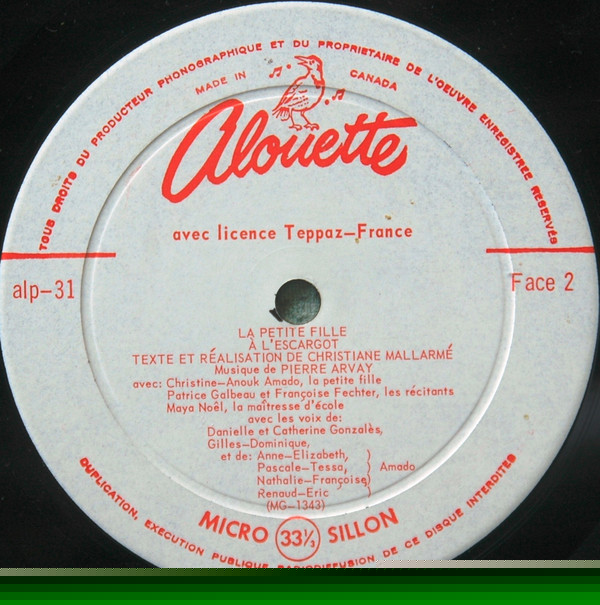 TOUS DROITS DU PRODUCTEUR PHONOGRAPHIQUE ET DU PROPRIETAIRE DE L'OEUVRE ENREGISTREE RÉSERVÉS
MADE IN CANADA
Alouette
avec licence Teppaz–France
alp–31
Face 2
LA PETITE FILLE
À L'ESCARGOT
TEXTE ET RÉALISATION DE CHRISTIANE MALLARMÉ
Musique de PIERRE ARVAY
avec: Christine–Anouk Amado, la petite fille
Patrice Galbeau et Françoise Fechter, les récitants
Maya Noêl, la maîtresse d'école
avec les voix de:
Danielle et Catherine Gonzalès,
Gilles–Dominique,
et de: Anne–Elizabeth,
Pascale–Tessa, } Amado
Nathalie–Françoise
Renaud–Eric
(MG–1343)
MICRO 33⅓ SILLON
DUPLICATION, EXECUTION PUBLIQUE RADIODIFFUSION DE CE DISQUE INTERDITES